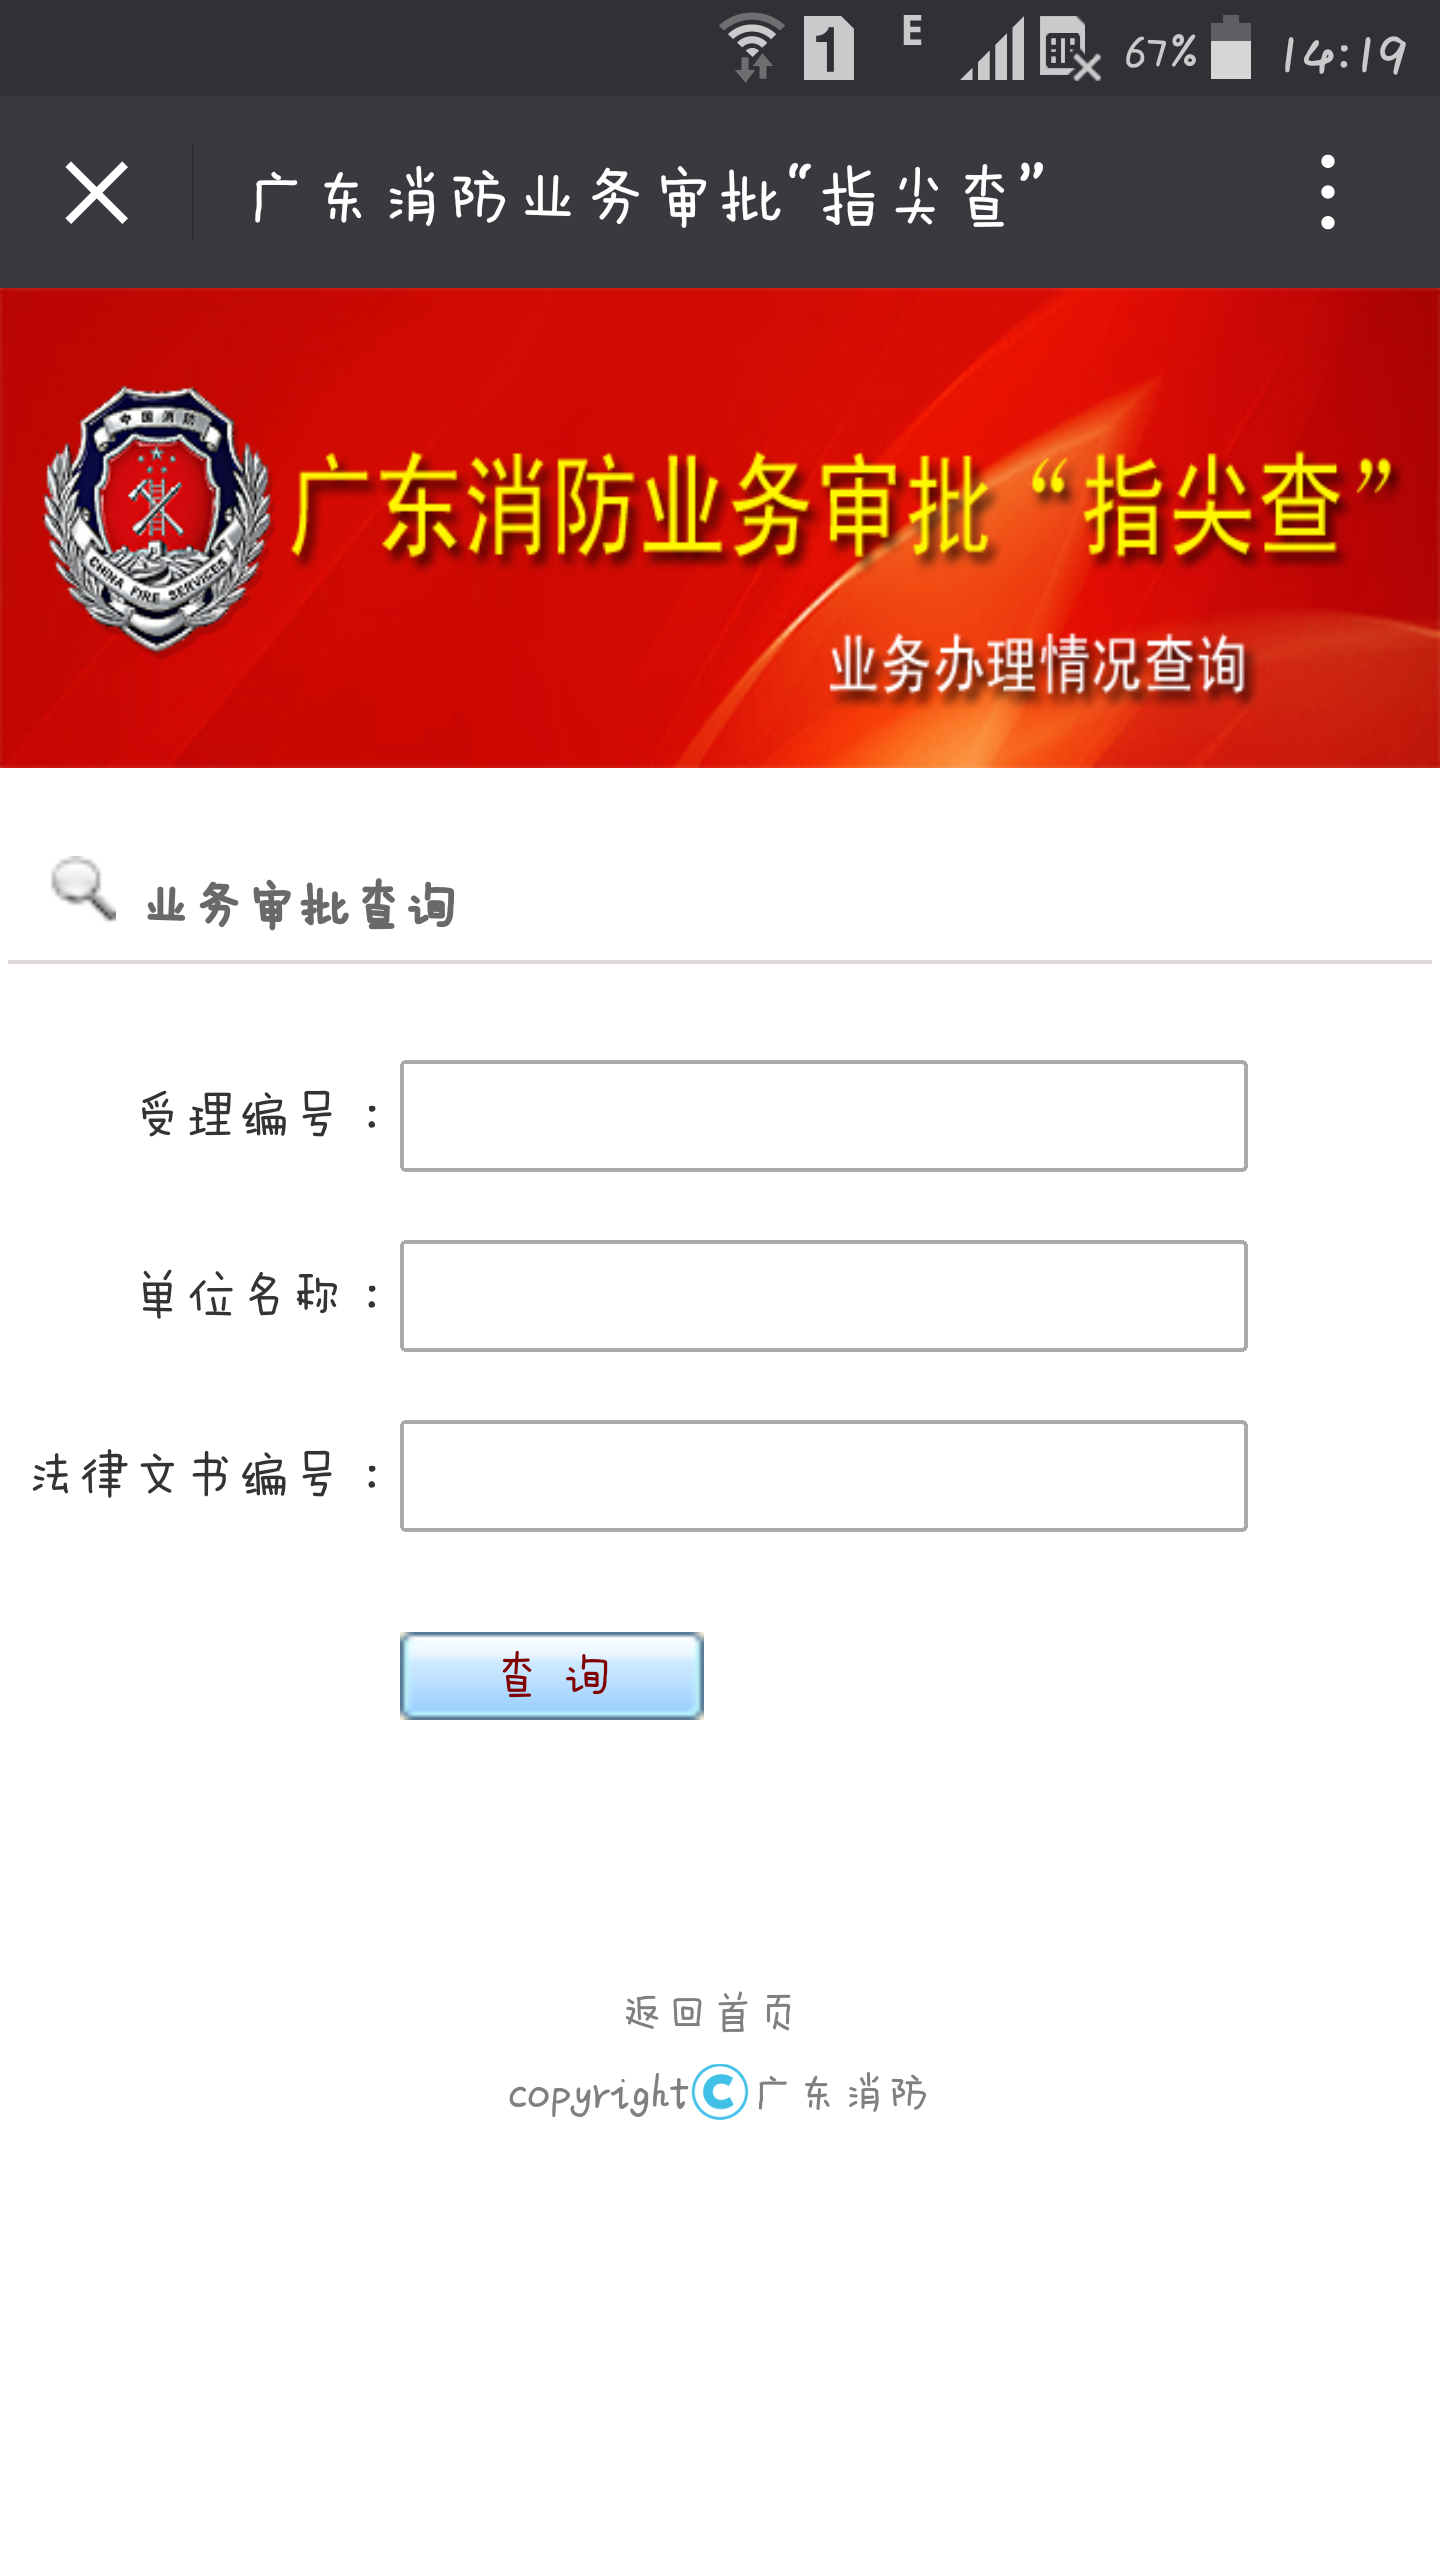 E 67% 14:19
广东消防业务审批“指尖查”
中国消防
CHINA FIRE SERVICES
广东消防业务审批“指尖查”
业务办理情况查询
业务审批查询
受理编号：
单位名称：
法律文书编号：
查 询
返回首页
copyright©广东消防